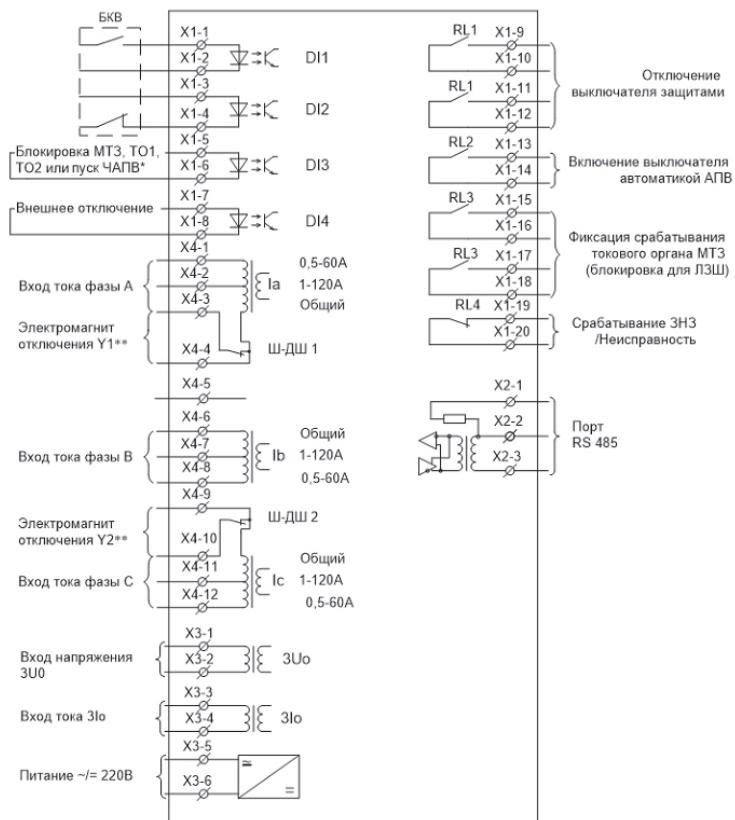 БКВ
X1-1
X1-2
DI1
X1-3
X1-4
DI2
X1-5
Блокировка МТЗ, ТО1,
ТО2 или пуск ЧАПВ*
X1-6
DI3
X1-7
Внешнее отключение
X1-8
DI4
X4-1
0,5-60А
Вход тока фазы А
X4-2
Ia
1-120А
X4-3
Общий
Электромагнит
отключения Y1**
X4-4
Ш-ДШ 1
X4-5
X4-6
Общий
Вход тока фазы В
X4-7
Ib
1-120А
X4-8
0,5-60А
X4-9
Ш-ДШ 2
Электромагнит
отключения Y2**
X4-10
Общий
Вход тока фазы С
X4-11
Ic
1-120А
X4-12
0,5-60А
X3-1
Вход напряжения
3U0
X3-2
3Uo
X3-3
Вход тока 3Io
X3-4
3Io
X3-5
Питание ~/= 220В
X3-6
RL1
X1-9
X1-10
RL1
X1-11
X1-12
Отключение
выключателя защитами
RL2
X1-13
X1-14
Включение выключателя
автоматикой АПВ
RL3
X1-15
X1-16
RL3
X1-17
X1-18
Фиксация срабатывания
токового органа МТЗ
(блокировка для ЛЗШ)
RL4
X1-19
X1-20
Срабатывание ЗНЗ
/Неисправность
X2-1
X2-2
X2-3
Порт
RS 485